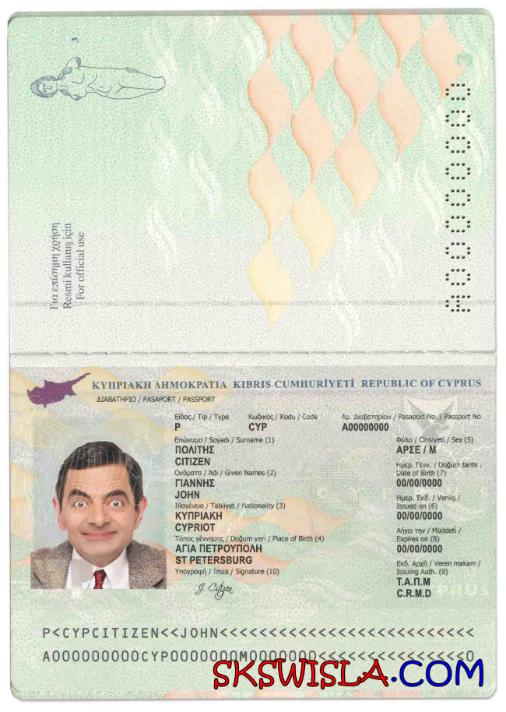 3
Για επίσημη χρήση
Resmi kullanış için
For official use
3
A00000000
ΚΥΠΡΙΑΚΗ ΔΗΜΟΚΡΑΤΙΑ KIBRIS CUMHURİYETİ REPUBLIC OF CYPRUS
ΔΙΑΒΑΤΗΡΙΟ / PASAPORT / PASSPORT
Είδος / Tip / Type Κωδικός / Kodu / Code Αρ. Διαβατηρίου / Pasaport No. / Passport No
P CYP A00000000
Επώνυμο / Soyadı / Surname (1) Φύλο / Cinsiyeti / Sex (5)
ΠΟΛΙΤΗΣ ΑΡΣΕ / M
CITIZEN
Ονόματα / Adı / Given Names (2) Ημερ. Γενν. / Doğum tarihi / Date of Birth (7)
ΓΙΑΝΝΗΣ 00/00/0000
JOHN
Ιθαγένεια / Tabiiyet / Nationality (3) Ημερ. Έκδ. / Veriliş / Issued on (6)
ΚΥΠΡΙΑΚΗ 00/00/0000
CYPRIOT
Τόπος γέννησης / Doğum yeri / Place of Birth (4) Λήγει την / Müddeti / Expires on (8)
ΑΓΙΑ ΠΕΤΡΟΥΠΟΛΗ 00/00/0000
ST PETERSBURG
Υπογραφή / İmza / Signature (10) Εκδ. Αρχή / Veren makam / Issuing Auth. (9)
J. Citizen Τ.Α.Π.Μ
C.R.M.D
P<CYPCITIZEN<<JOHN<<<<<<<<<<<<<<<<<<<<<<<<<<
A000000000CYP0000000M0000000<<<<<<<<<<<<<<<0
SKSWISLA.COM